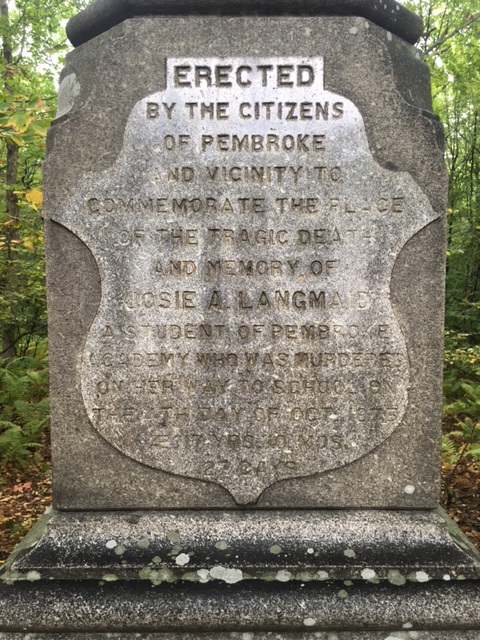 ERECTED
BY THE CITIZENS
OF PEMBROKE
AND VICINITY TO
COMMEMORATE THE PLACE
OF THE TRAGIC DEATH
AND MEMORY OF
JOSIE A. LANGMAID
A STUDENT OF PEMBROKE
ACADEMY WHO WAS MURDERED
ON HER WAY TO SCHOOL ON
THE 4TH DAY OF OCT. 1875
Æ. 17 YRS. 10 MOS.
27 DAYS